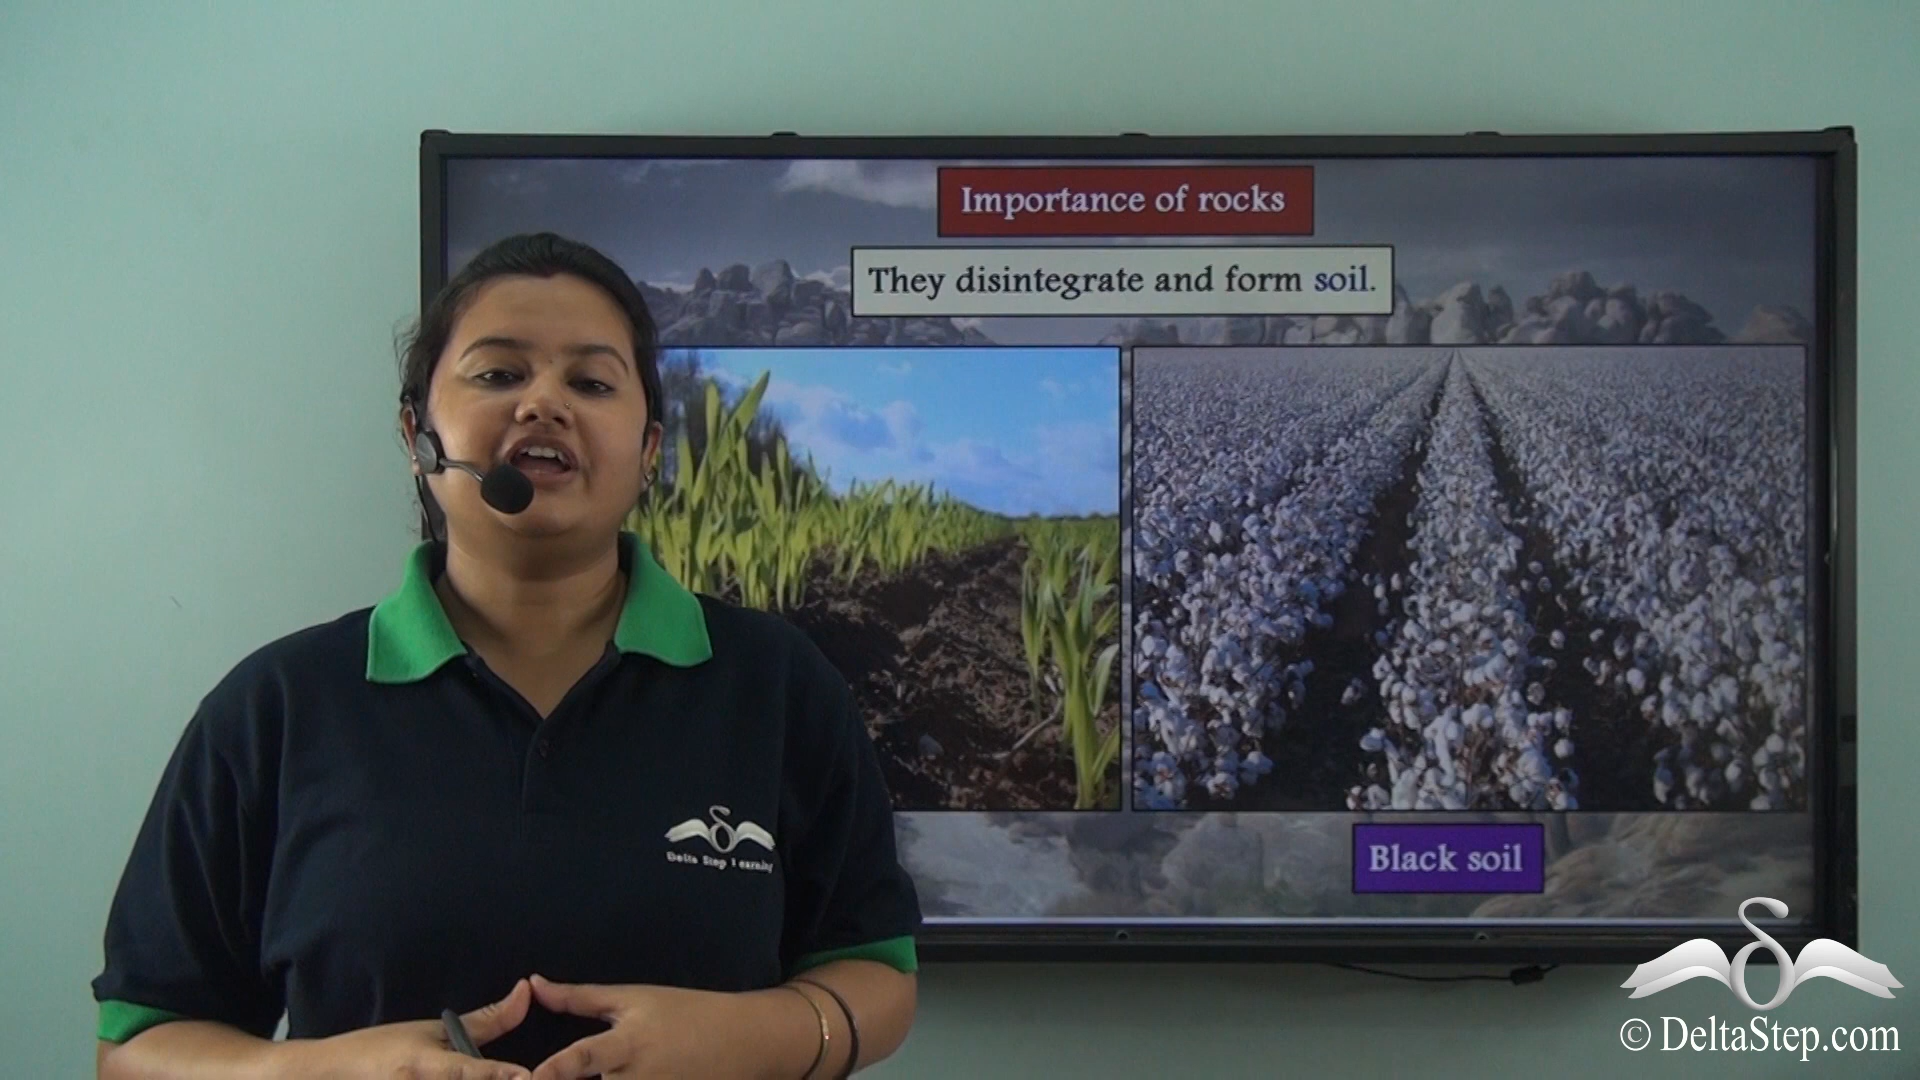 Importance of rocks
They disintegrate and form soil.
Black soil
Delta Step Learning
© DeltaStep.com